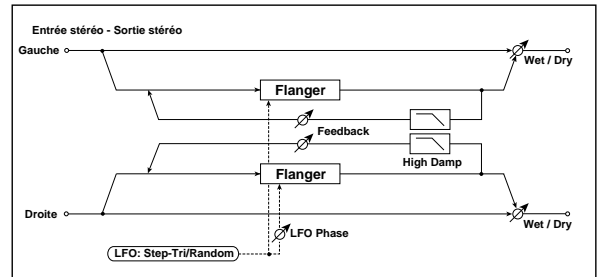 Entrée stéréo - Sortie stéréo
Gauche
Wet / Dry
Flanger
Feedback
High Damp
Flanger
Droite
Wet / Dry
LFO Phase
LFO: Step-Tri/Random